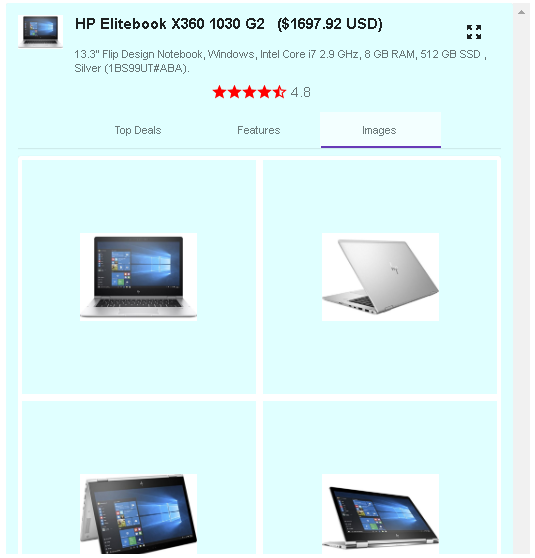 HP Elitebook X360 1030 G2 ($1697.92 USD)
13.3" Flip Design Notebook, Windows, Intel Core i7 2.9 GHz, 8 GB RAM, 512 GB SSD ,
Silver (1BS99UT#ABA).
4.8
Top Deals Features Images